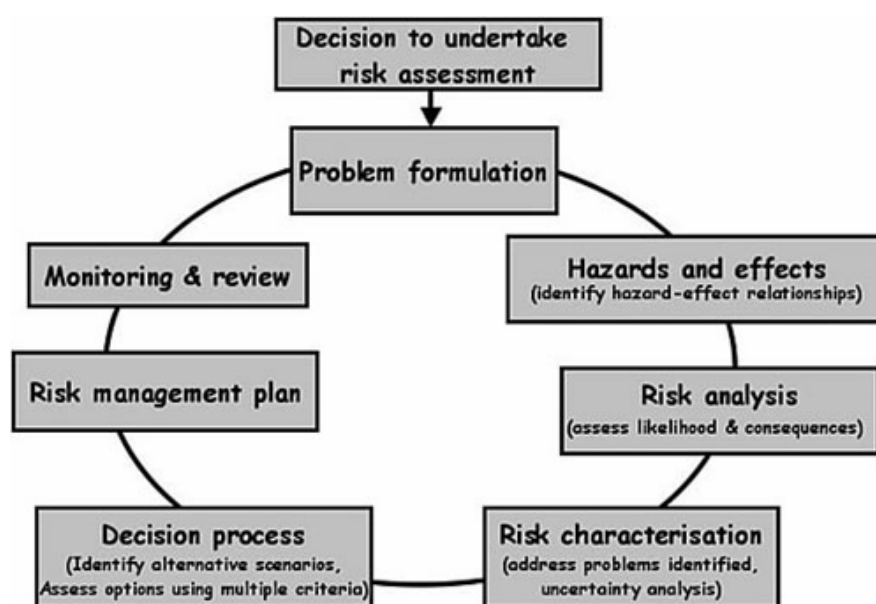 Decision to undertake
risk assessment
Problem formulation
Hazards and effects
(identify hazard-effect relationships)
Risk analysis
(assess likelihood & consequences)
Risk characterisation
(address problems identified,
uncertainty analysis)
Decision process
(Identify alternative scenarios,
Assess options using multiple criteria)
Risk management plan
Monitoring & review